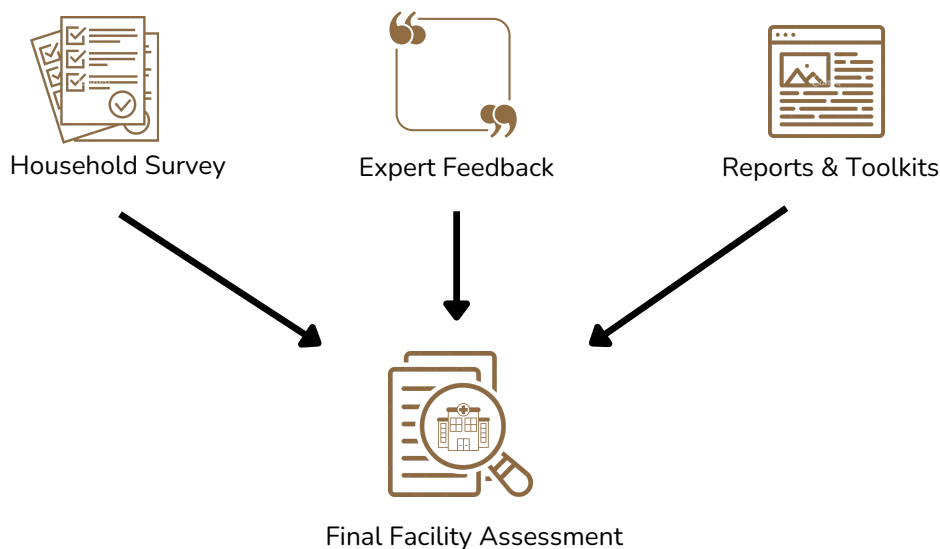 Household Survey
Expert Feedback
Reports & Toolkits
Final Facility Assessment